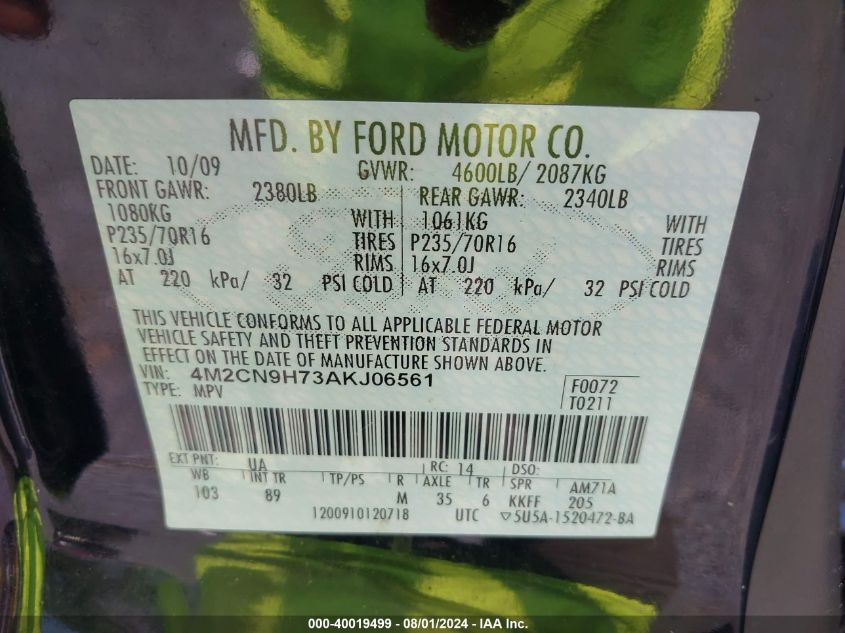 MFD. BY FORD MOTOR CO.
DATE: 10/09 GVWR: 4600LB/ 2087KG
FRONT GAWR: 2380LB REAR GAWR: 2340LB
1080KG WITH 1061KG WITH
P235/70R16 TIRES P235/70R16 TIRES
16x7.0J RIMS 16x7.0J RIMS
AT 220 kPa/ 32 PSI COLD AT 220 kPa/ 32 PSI COLD
THIS VEHICLE CONFORMS TO ALL APPLICABLE FEDERAL MOTOR
VEHICLE SAFETY AND THEFT PREVENTION STANDARDS IN
EFFECT ON THE DATE OF MANUFACTURE SHOWN ABOVE.
VIN: 4M2CN9H73AKJ06561 F0072
TYPE: MPV T0211
EXT PNT: UA RC: 14 DSO:
WB INT TR TP/PS R AXLE TR SPR AM71A
103 89 M 35 6 KKFF 205
1200910120718 UTC ▽5U5A-1520472-BA
000-40019499 - 08/01/2024 - IAA Inc.